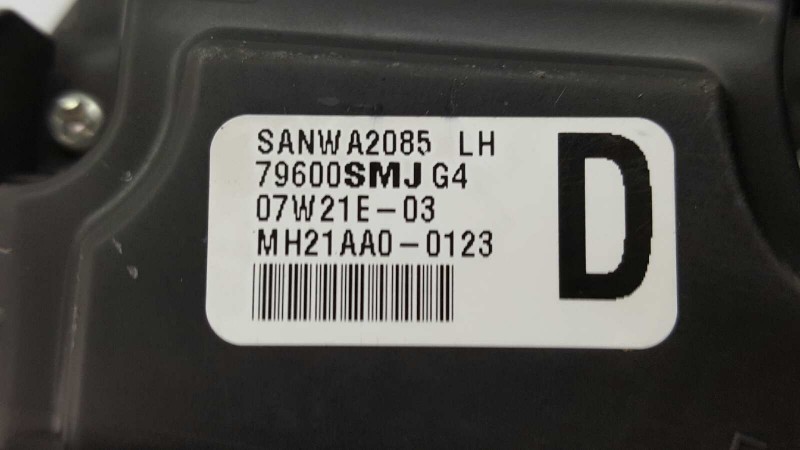 SANWA2085 LH
79600SMJ G4
07W21E-03
MH21AA0-0123
D